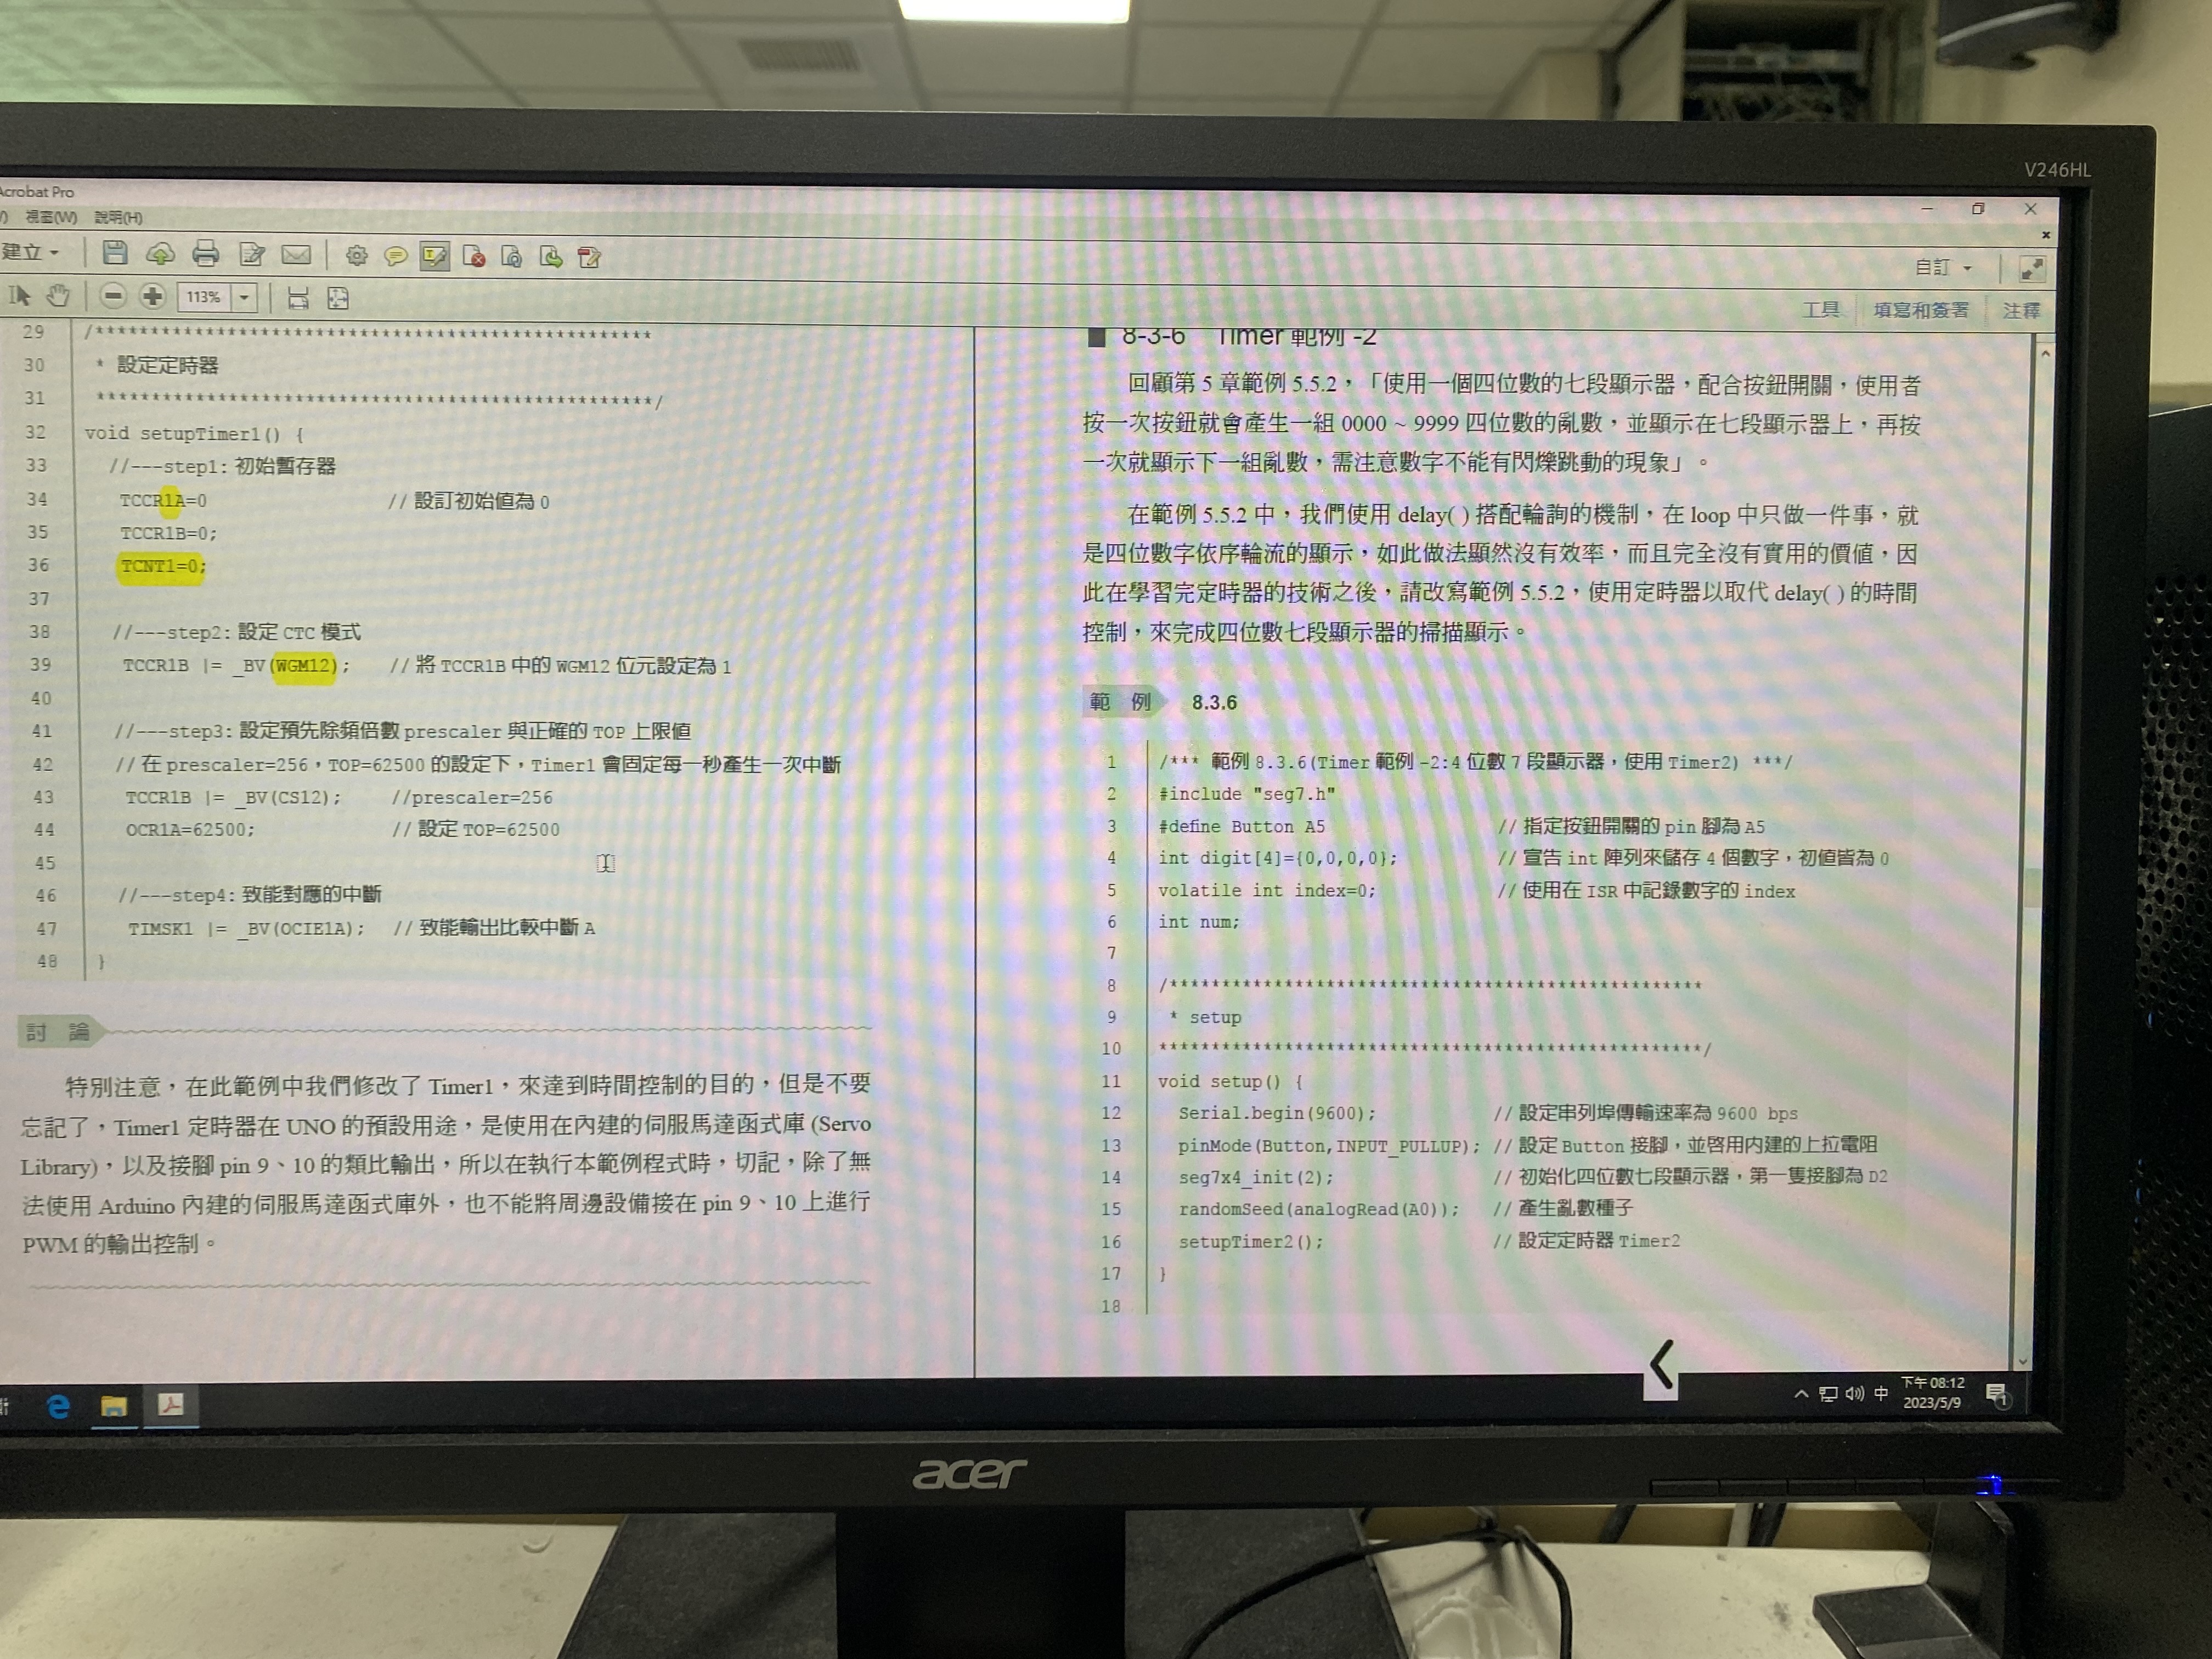 V246HL
Acrobat Pro
視窗(W) 說明(H)
建立
自訂
113%
工具 填寫和簽署 注釋
29 /**************************************************
30 * 設定定時器
31 **************************************************/
32 void setupTimer1() {
33 //---step1: 初始暫存器
34 TCCR1A=0 // 設訂初始值為 0
35 TCCR1B=0;
36 TCNT1=0;
37
38 //---step2: 設定 CTC 模式
39 TCCR1B |= _BV(WGM12); // 將 TCCR1B 中的 WGM12 位元設定為 1
40
41 //---step3: 設定預先除頻倍數 prescaler 與正確的 TOP 上限值
42 // 在 prescaler=256，TOP=62500 的設定下，Timer1 會固定每一秒產生一次中斷
43 TCCR1B |= _BV(CS12); //prescaler=256
44 OCR1A=62500; // 設定 TOP=62500
45
46 //---step4: 致能對應的中斷
47 TIMSK1 |= _BV(OCIE1A); // 致能輸出比較中斷 A
48 }
討 論
特別注意，在此範例中我們修改了 Timer1，來達到時間控制的目的，但是不要
忘記了，Timer1 定時器在 UNO 的預設用途，是使用在內建的伺服馬達函式庫 (Servo
Library)，以及接腳 pin 9、10 的類比輸出，所以在執行本範例程式時，切記，除了無
法使用 Arduino 內建的伺服馬達函式庫外，也不能將周邊設備接在 pin 9、10 上進行
PWM 的輸出控制。
■ 8-3-6 Timer 範例 -2
回顧第 5 章範例 5.5.2，「使用一個四位數的七段顯示器，配合按鈕開關，使用者
按一次按鈕就會產生一組 0000 ~ 9999 四位數的亂數，並顯示在七段顯示器上，再按
一次就顯示下一組亂數，需注意數字不能有閃爍跳動的現象」。
在範例 5.5.2 中，我們使用 delay( ) 搭配輪詢的機制，在 loop 中只做一件事，就
是四位數字依序輪流的顯示，如此做法顯然沒有效率，而且完全沒有實用的價值，因
此在學習完定時器的技術之後，請改寫範例 5.5.2，使用定時器以取代 delay( ) 的時間
控制，來完成四位數七段顯示器的掃描顯示。
範 例 8.3.6
1 /*** 範例 8.3.6(Timer 範例 -2:4 位數 7 段顯示器，使用 Timer2) ***/
2 #include "seg7.h"
3 #define Button A5 // 指定按鈕開關的 pin 腳為 A5
4 int digit[4]={0,0,0,0}; // 宣告 int 陣列來儲存 4 個數字，初值皆為 0
5 volatile int index=0; // 使用在 ISR 中記錄數字的 index
6 int num;
7
8 /**************************************************
9 * setup
10 **************************************************/
11 void setup() {
12 Serial.begin(9600); // 設定串列埠傳輸速率為 9600 bps
13 pinMode(Button,INPUT_PULLUP); // 設定 Button 接腳，並啓用內建的上拉電阻
14 seg7x4_init(2); // 初始化四位數七段顯示器，第一隻接腳為 D2
15 randomSeed(analogRead(A0)); // 產生亂數種子
16 setupTimer2(); // 設定定時器 Timer2
17 }
18
中
下午 08:12
2023/5/9
1
acer